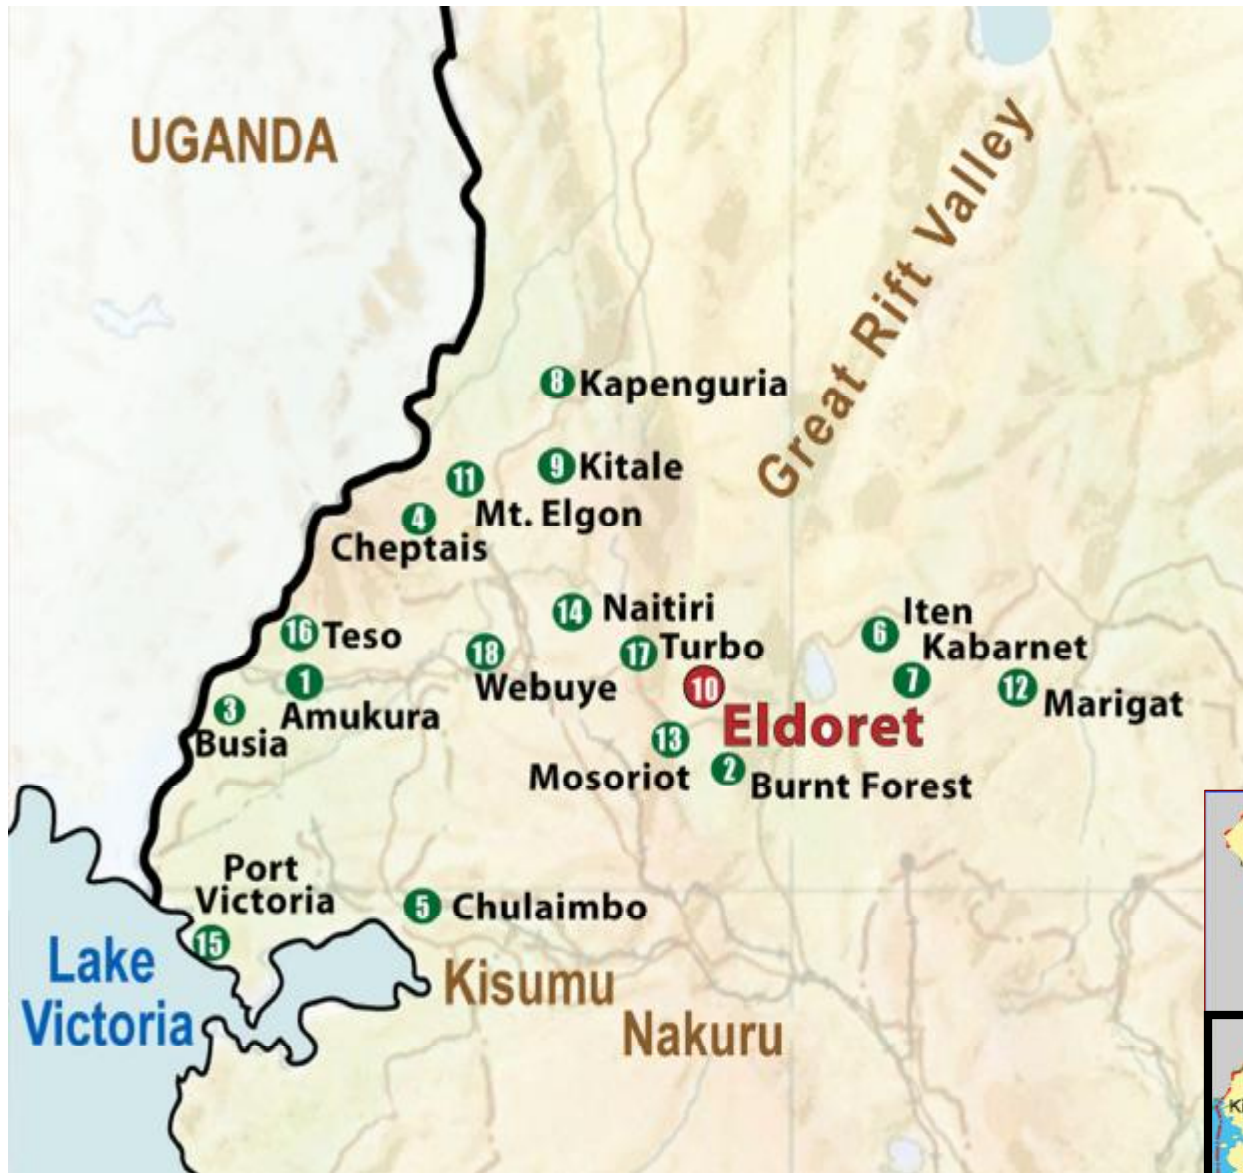 UGANDA
Great Rift Valley
8 Kapenguria
9 Kitale
11
Mt. Elgon
4
Cheptais
14 Naitiri
6 Iten
16 Teso
17 Turbo
18
Webuye
7 Kabarnet
1
Amukura
10
Eldoret
12 Marigat
3
Busia
13
Mosoriot
2 Burnt Forest
Port
Victoria
15
5 Chulaimbo
Lake
Victoria
Kisumu
Nakuru